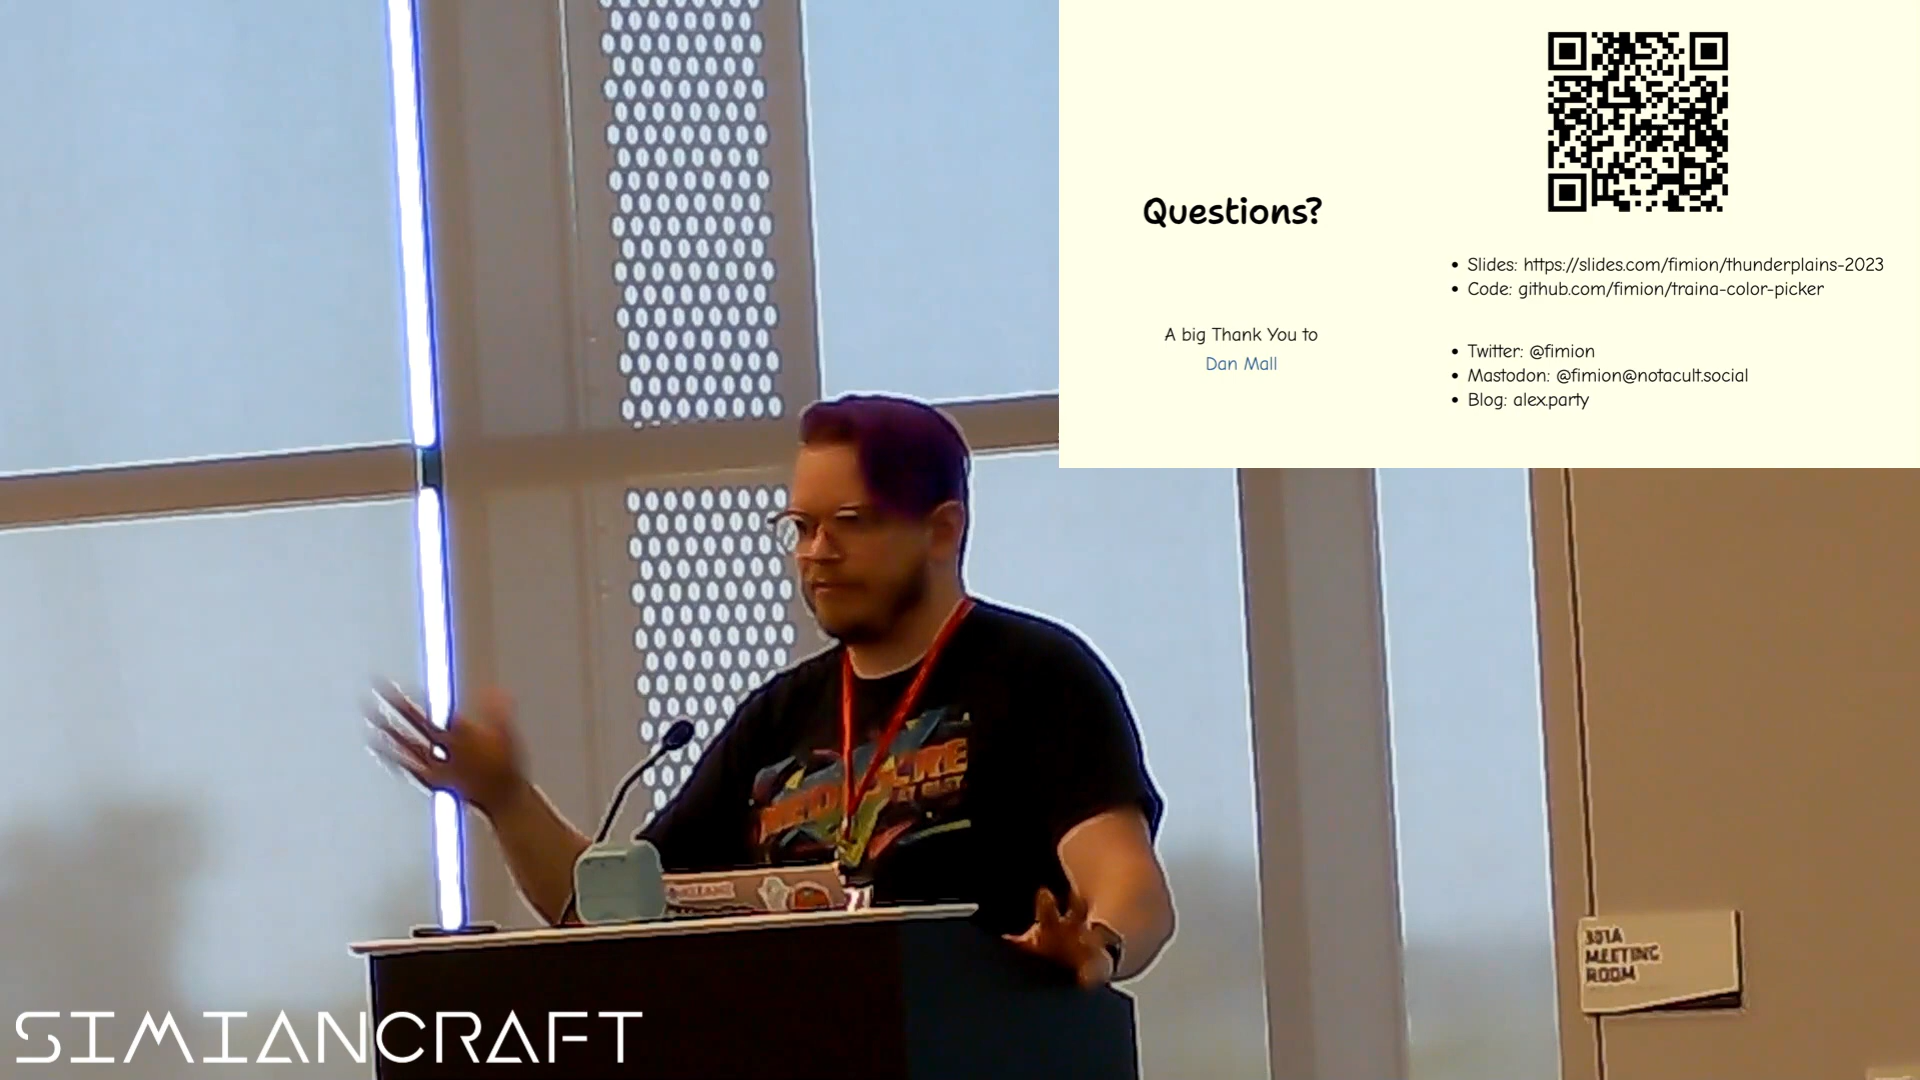 Questions?
A big Thank You to
Dan Mall
• Slides: https://slides.com/fimion/thunderplains-2023
• Code: github.com/fimion/traina-color-picker
• Twitter: @fimion
• Mastodon: @fimion@notacult.social
• Blog: alex.party
301A
MEETING
ROOM
SIMIANCRAFT